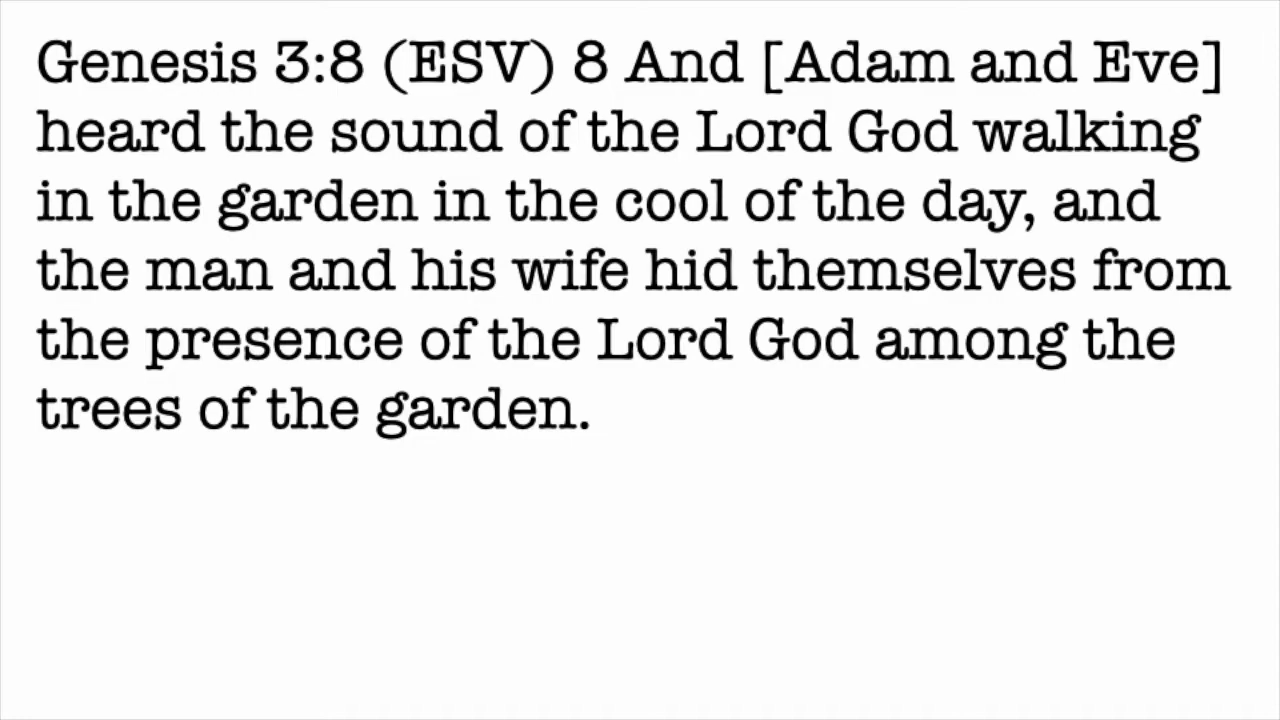 Genesis 3:8 (ESV) 8 And [Adam and Eve]
heard the sound of the Lord God walking
in the garden in the cool of the day, and
the man and his wife hid themselves from
the presence of the Lord God among the
trees of the garden.